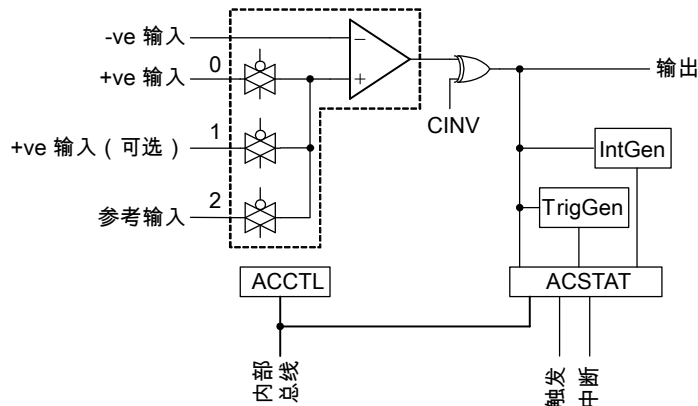 -ve 输入
+ve 输入
0
+ve 输入（可选）
1
参考输入
2
−
+
CINV
输出
IntGen
TrigGen
ACCTL
ACSTAT
内部
总线
触发
中断